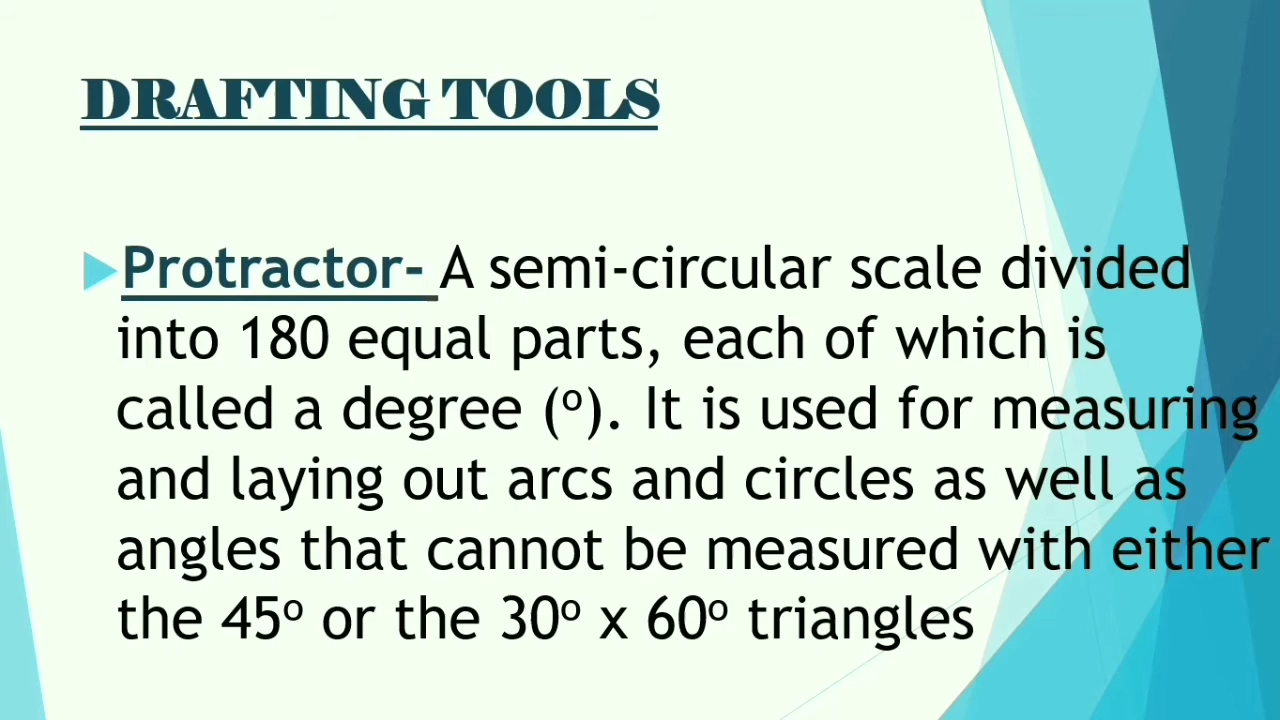 DRAFTING TOOLS
Protractor- A semi-circular scale divided
into 180 equal parts, each of which is
called a degree (º). It is used for measuring
and laying out arcs and circles as well as
angles that cannot be measured with either
the 45º or the 30º x 60º triangles